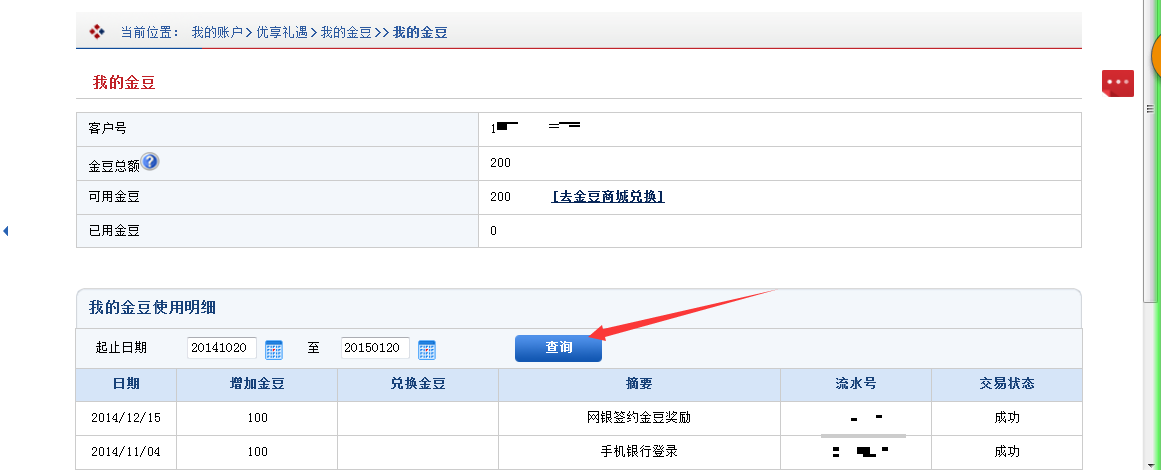 当前位置： 我的账户>优享礼遇>我的金豆>>我的金豆
我的金豆
客户号 1
金豆总额 200
可用金豆 200 [去金豆商城兑换]
已用金豆 0
我的金豆使用明细
起止日期 20141020 至 20150120 查询
日期 增加金豆 兑换金豆 摘要 流水号 交易状态
2014/12/15 100 网银签约金豆奖励 成功
2014/11/04 100 手机银行登录 成功